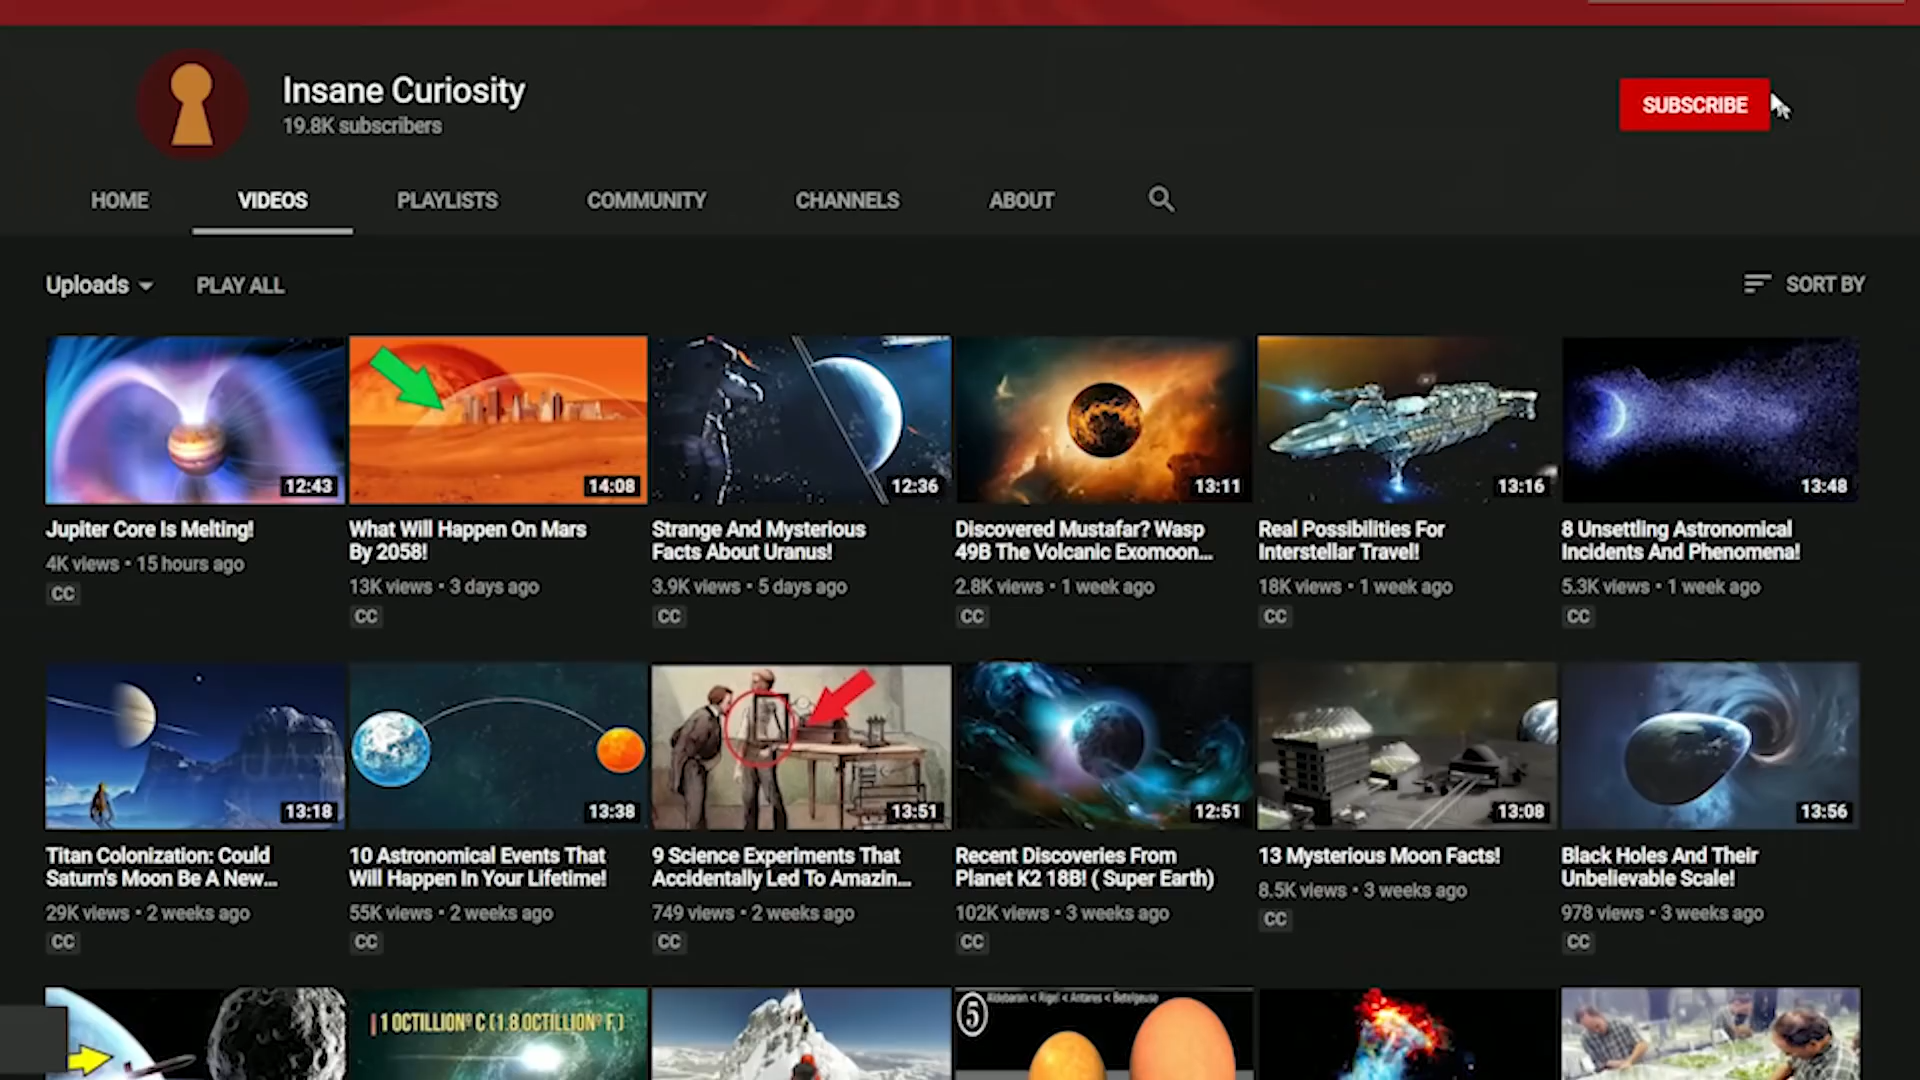 Insane Curiosity
19.8K subscribers
SUBSCRIBE
HOME VIDEOS PLAYLISTS COMMUNITY CHANNELS ABOUT
Uploads PLAY ALL SORT BY
12:43 14:08 12:36 13:11 13:16 13:48
Jupiter Core Is Melting!
4K views • 15 hours ago
CC
What Will Happen On Mars
By 2058!
13K views • 3 days ago
CC
Strange And Mysterious
Facts About Uranus!
3.9K views • 5 days ago
CC
Discovered Mustafar? Wasp
49B The Volcanic Exomoon...
2.8K views • 1 week ago
CC
Real Possibilities For
Interstellar Travel!
18K views • 1 week ago
CC
8 Unsettling Astronomical
Incidents And Phenomena!
5.3K views • 1 week ago
CC
13:18 13:38 13:51 12:51 13:08 13:56
Titan Colonization: Could
Saturn's Moon Be A New...
29K views • 2 weeks ago
CC
10 Astronomical Events That
Will Happen In Your Lifetime!
55K views • 2 weeks ago
CC
9 Science Experiments That
Accidentally Led To Amazin...
749 views • 2 weeks ago
CC
Recent Discoveries From
Planet K2 18B! ( Super Earth)
102K views • 3 weeks ago
CC
13 Mysterious Moon Facts!
8.5K views • 3 weeks ago
CC
Black Holes And Their
Unbelievable Scale!
978 views • 3 weeks ago
CC
1 OCTILLIONº C (1.8 OCTILLIONº F)
5 Aldebaran < Rigel < Antares < Betelgeuse